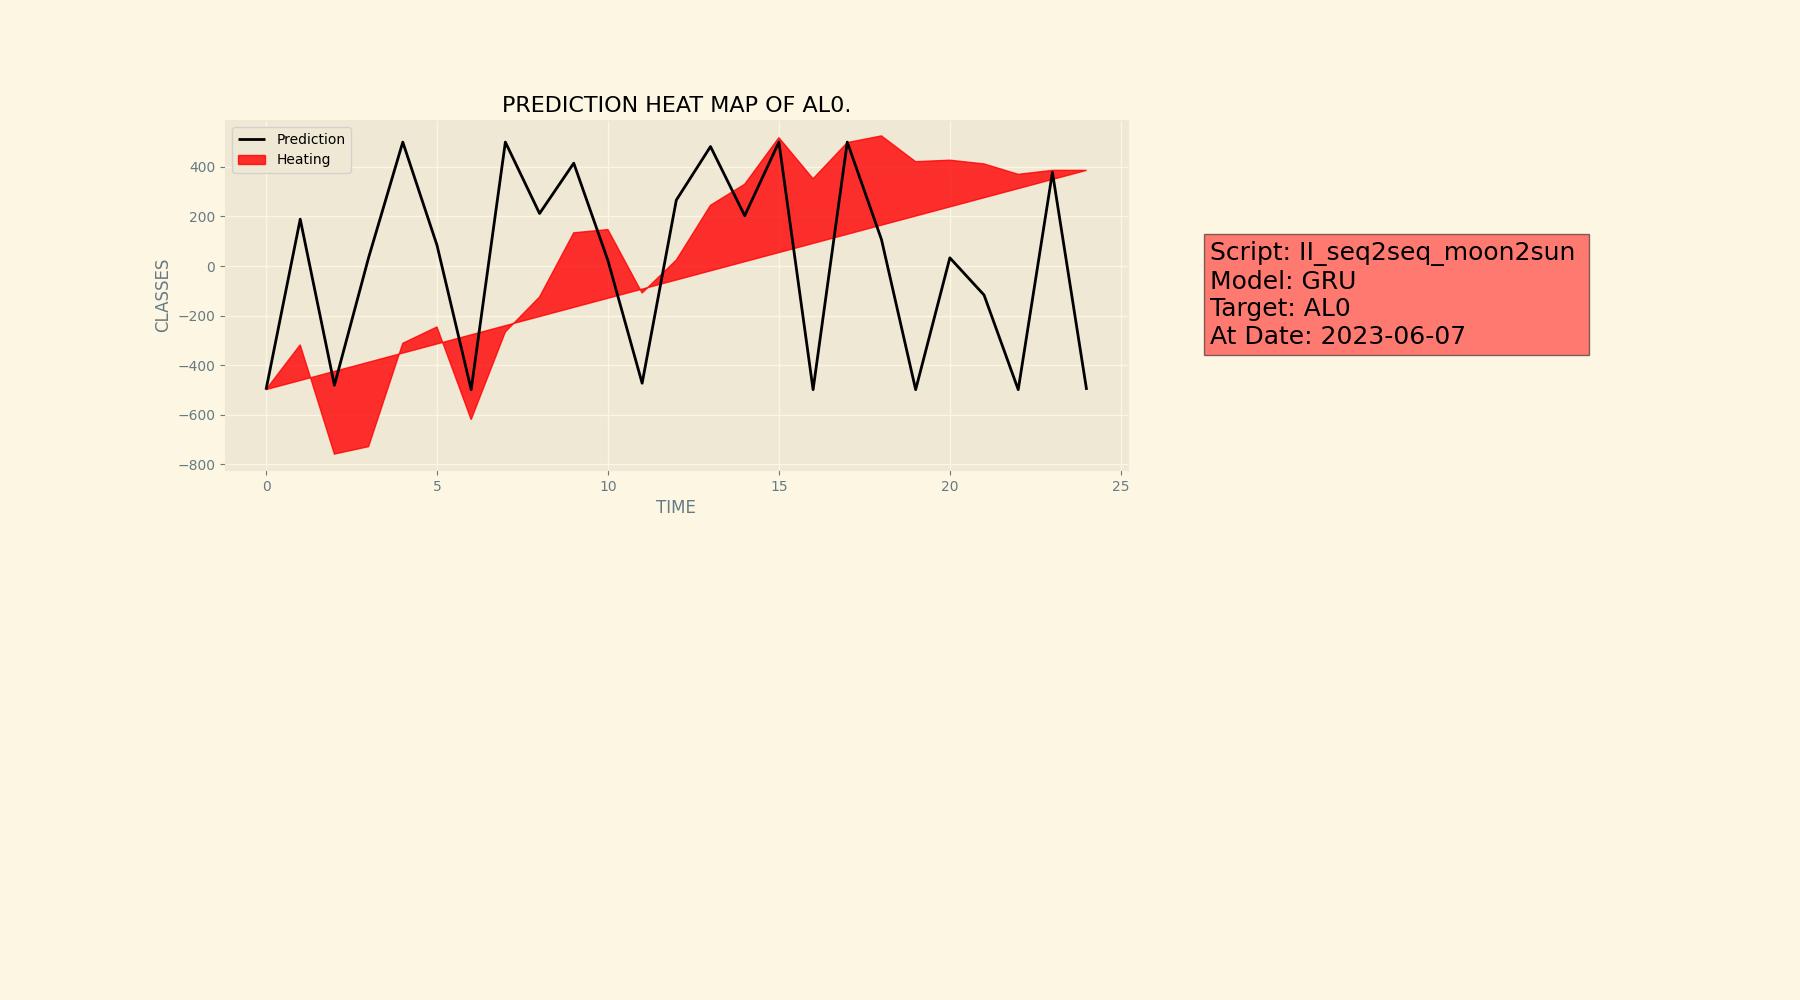 PREDICTION HEAT MAP OF AL0.
Prediction
Heating
400
200
0
−200
−400
−600
−800
CLASSES
0 5 10 15 20 25
TIME
Script: II_seq2seq_moon2sun
Model: GRU
Target: AL0
At Date: 2023-06-07